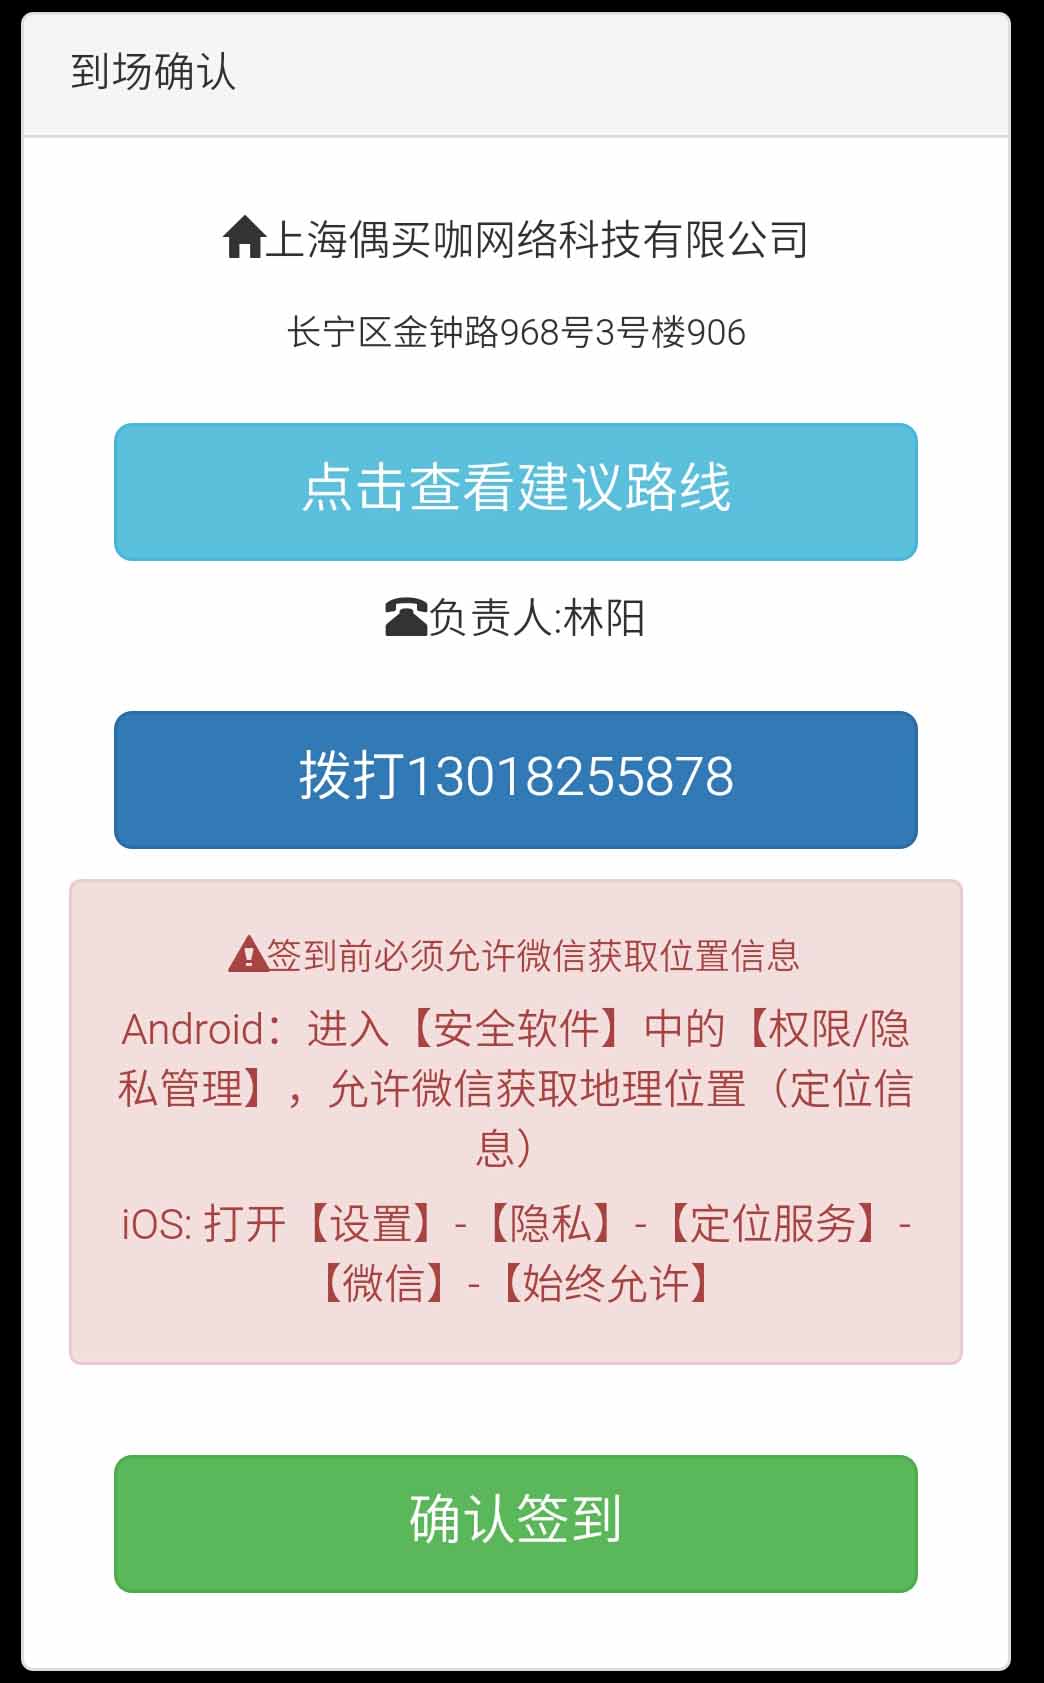 到场确认
上海偶买咖网络科技有限公司
长宁区金钟路968号3号楼906
点击查看建议路线
负责人:林阳
拨打13018255878
签到前必须允许微信获取位置信息
Android：进入【安全软件】中的【权限/隐
私管理】，允许微信获取地理位置（定位信
息）
iOS: 打开【设置】-【隐私】-【定位服务】-
【微信】-【始终允许】
确认签到